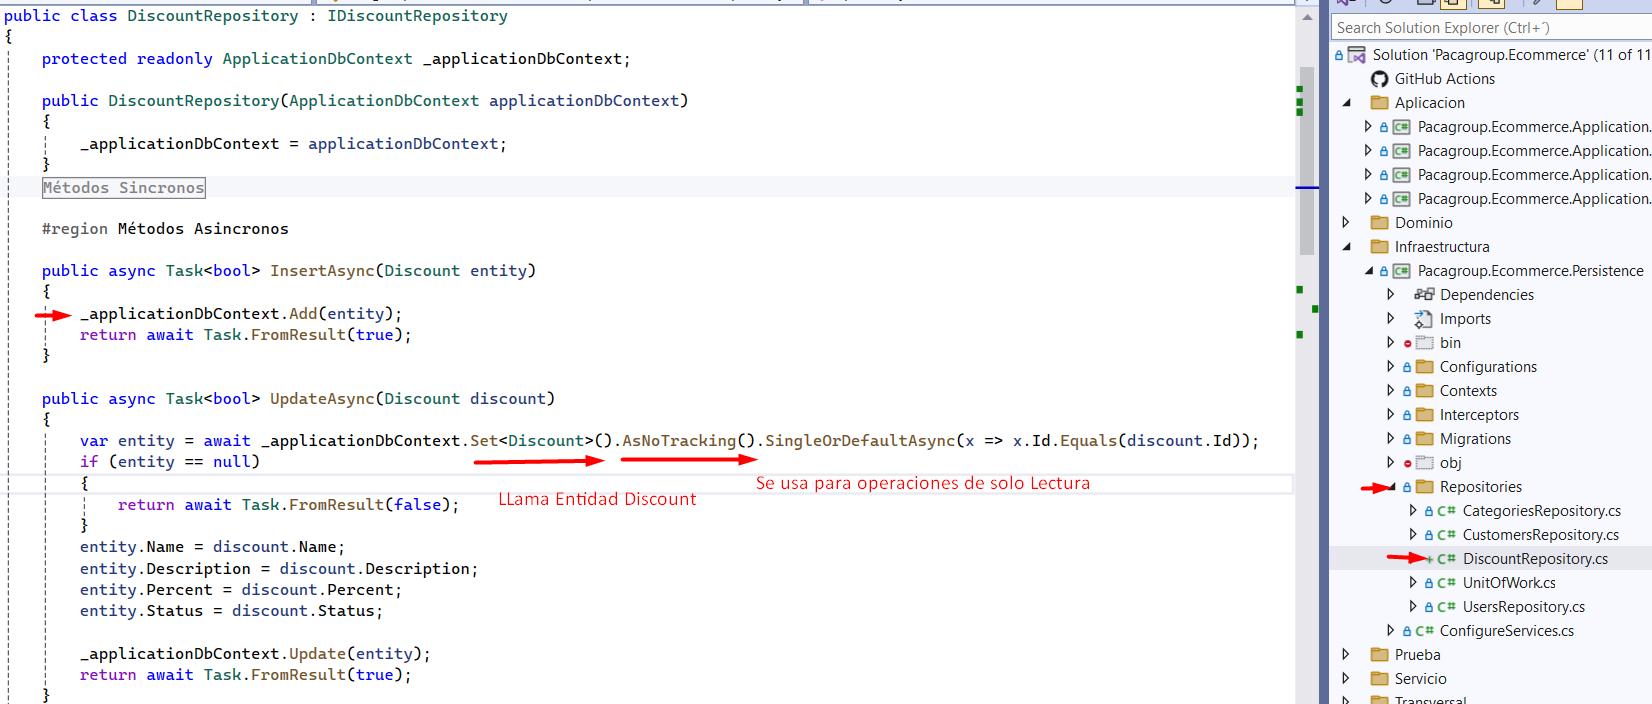 public class DiscountRepository : IDiscountRepository
{
protected readonly ApplicationDbContext _applicationDbContext;
public DiscountRepository(ApplicationDbContext applicationDbContext)
{
_applicationDbContext = applicationDbContext;
}
Métodos Sincronos
#region Métodos Asincronos
public async Task<bool> InsertAsync(Discount entity)
{
_applicationDbContext.Add(entity);
return await Task.FromResult(true);
}
public async Task<bool> UpdateAsync(Discount discount)
{
var entity = await _applicationDbContext.Set<Discount>().AsNoTracking().SingleOrDefaultAsync(x => x.Id.Equals(discount.Id));
if (entity == null)
{
Se usa para operaciones de solo Lectura
LLama Entidad Discount
return await Task.FromResult(false);
}
entity.Name = discount.Name;
entity.Description = discount.Description;
entity.Percent = discount.Percent;
entity.Status = discount.Status;
_applicationDbContext.Update(entity);
return await Task.FromResult(true);
}
Search Solution Explorer (Ctrl+´)
Solution 'Pacagroup.Ecommerce' (11 of 11
GitHub Actions
Aplicacion
C# Pacagroup.Ecommerce.Application.
C# Pacagroup.Ecommerce.Application.
C# Pacagroup.Ecommerce.Application.
C# Pacagroup.Ecommerce.Application.
Dominio
Infraestructura
C# Pacagroup.Ecommerce.Persistence
Dependencies
Imports
bin
Configurations
Contexts
Interceptors
Migrations
obj
Repositories
C# CategoriesRepository.cs
C# CustomersRepository.cs
C# DiscountRepository.cs
C# UnitOfWork.cs
C# UsersRepository.cs
C# ConfigureServices.cs
Prueba
Servicio
Transversal